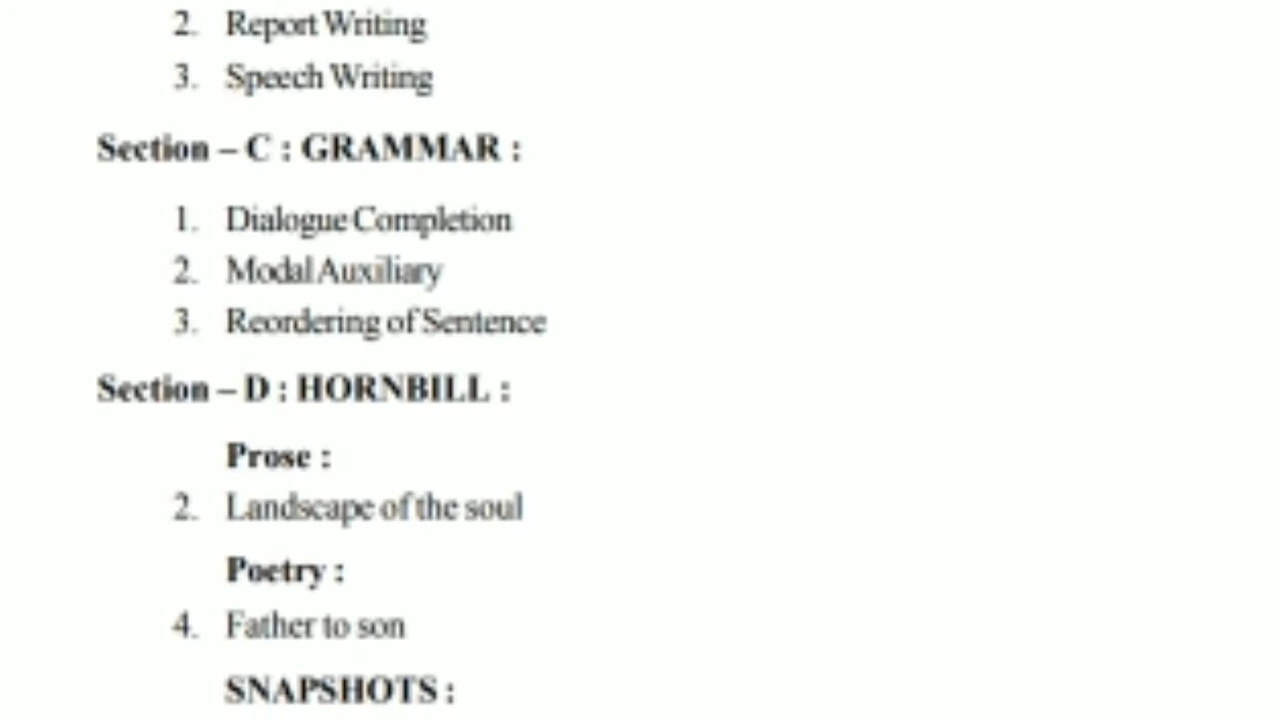 2. Report Writing
3. Speech Writing
Section – C : GRAMMAR :
1. Dialogue Completion
2. Modal Auxiliary
3. Reordering of Sentence
Section – D : HORNBILL :
Prose :
2. Landscape of the soul
Poetry :
4. Father to son
SNAPSHOTS :